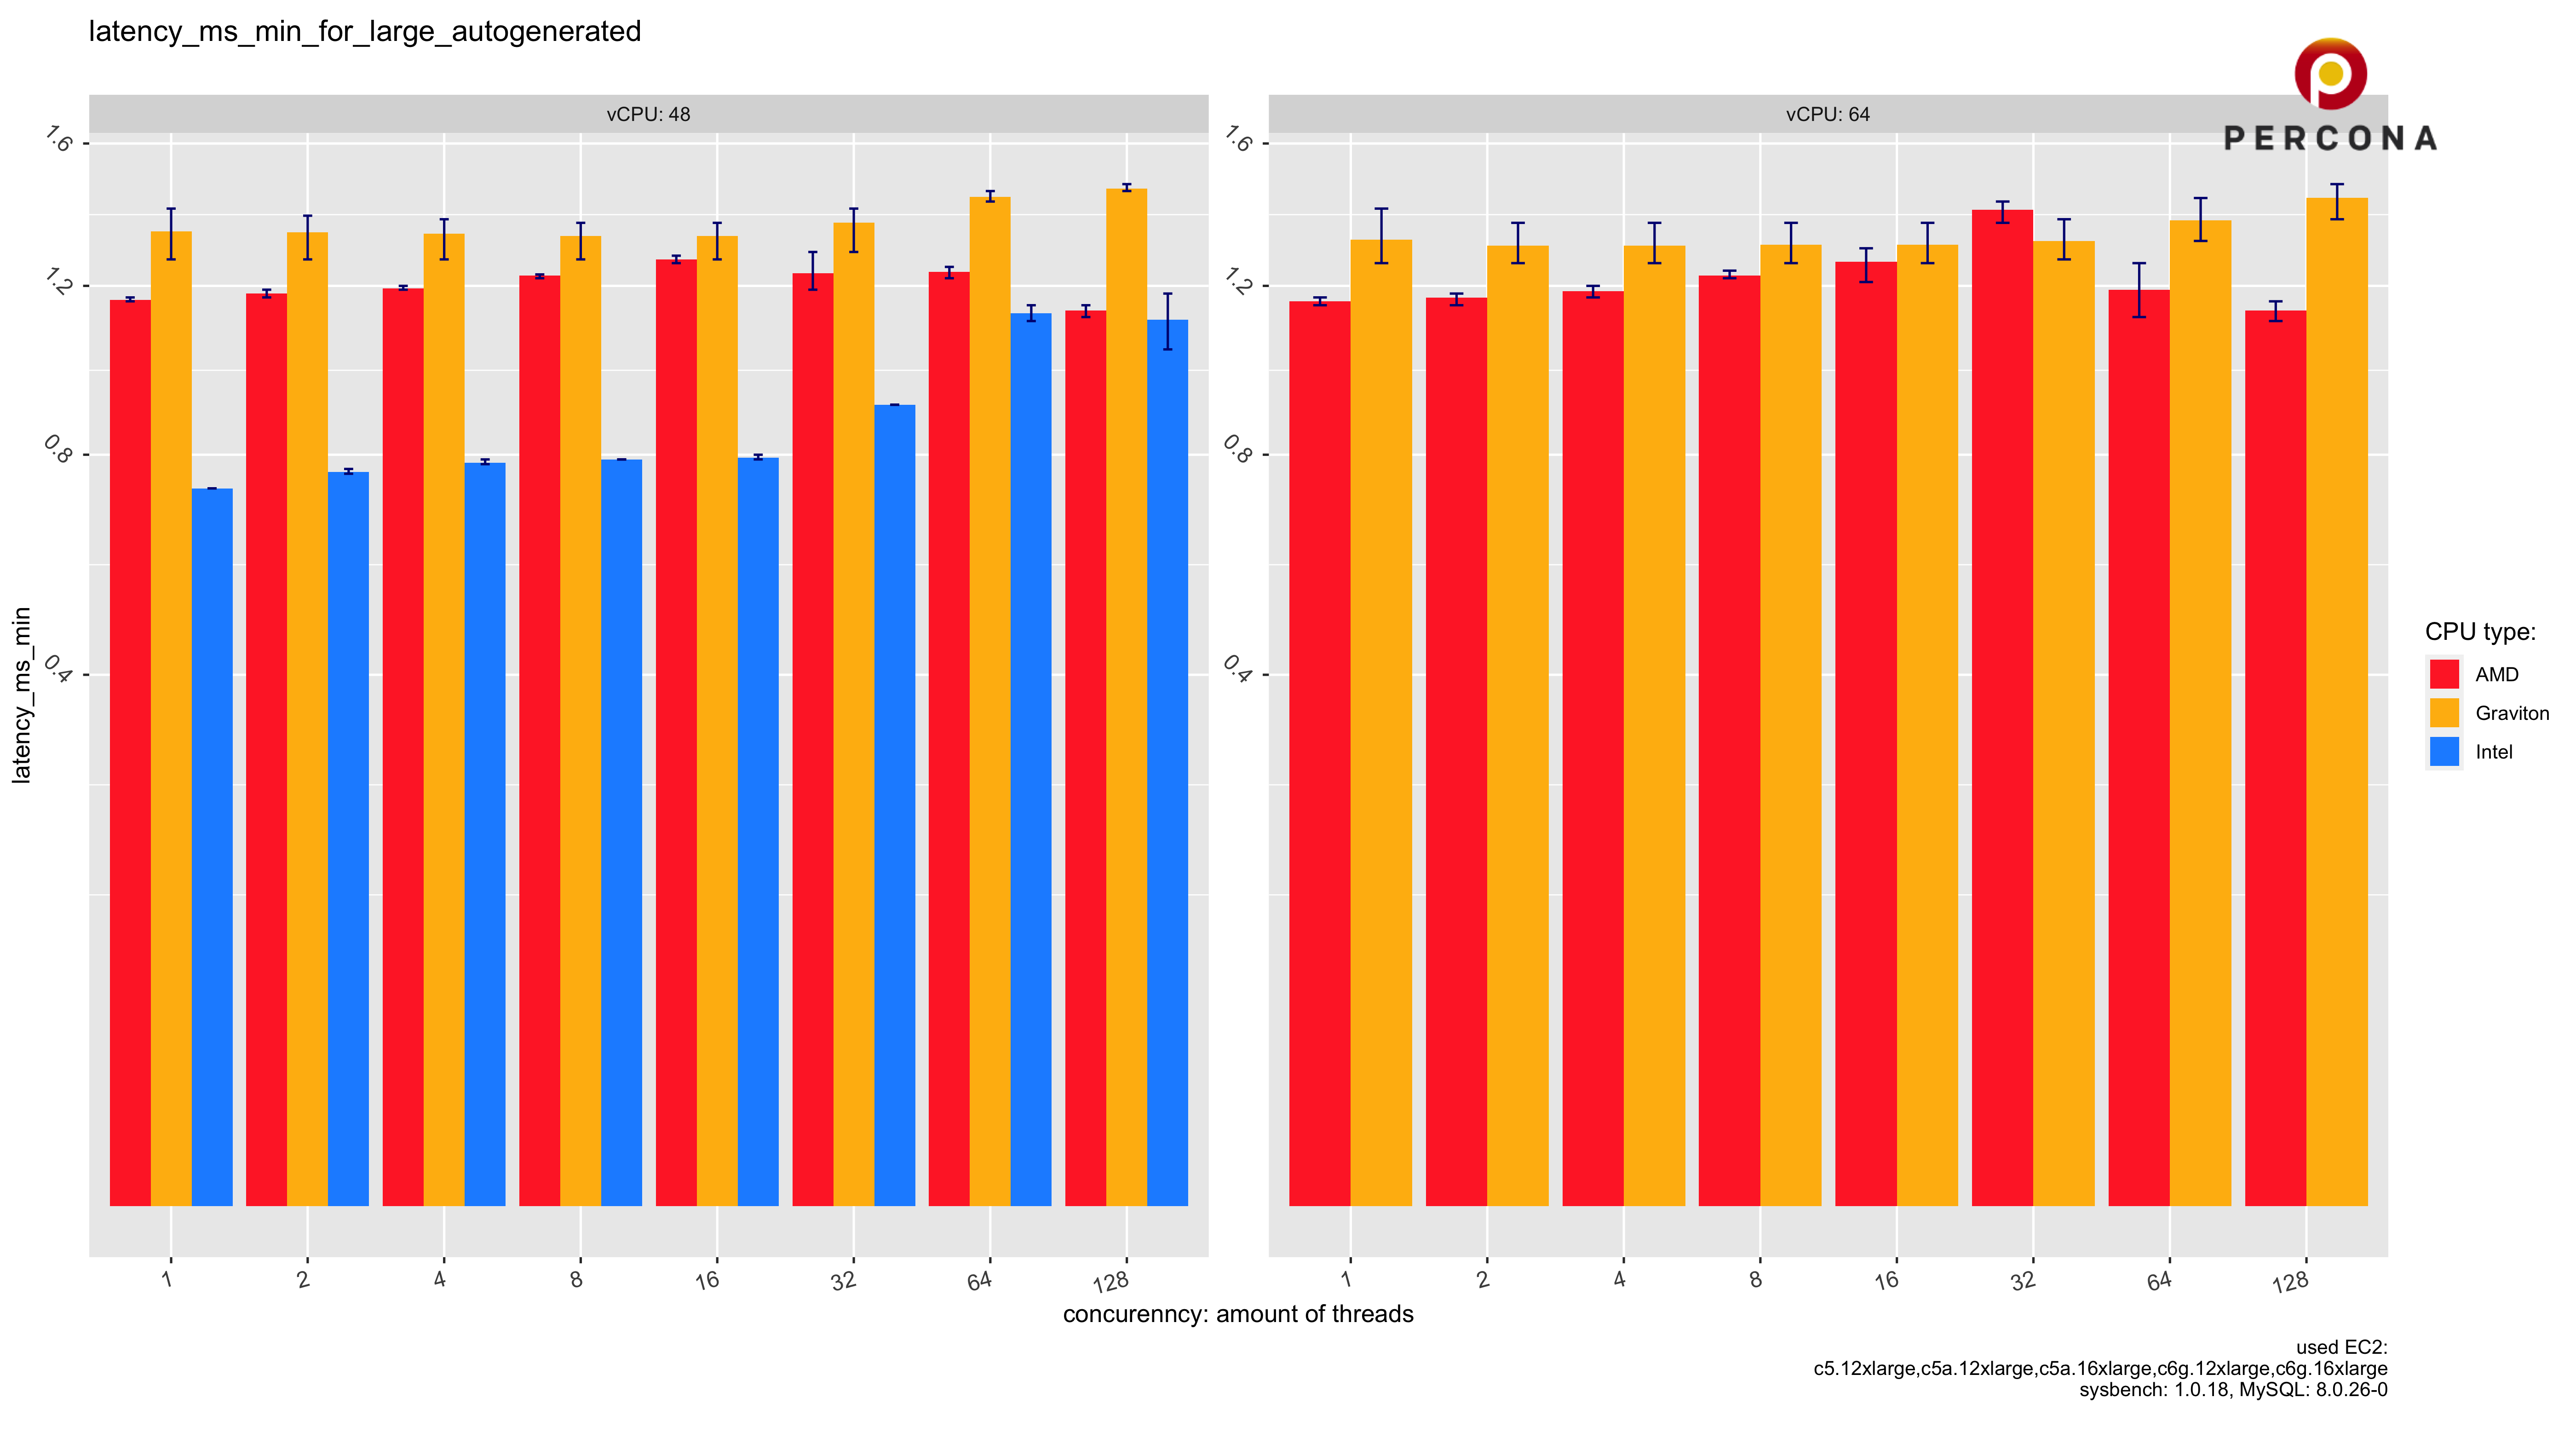 latency_ms_min_for_large_autogenerated
PERCONA
vCPU: 48
vCPU: 64
1.6
1.2
0.8
0.4
1.6
1.2
0.8
0.4
latency_ms_min
1
2
4
8
16
32
64
128
1
2
4
8
16
32
64
128
concurenncy: amount of threads
CPU type:
AMD
Graviton
Intel
used EC2:
c5.12xlarge,c5a.12xlarge,c5a.16xlarge,c6g.12xlarge,c6g.16xlarge
sysbench: 1.0.18, MySQL: 8.0.26-0